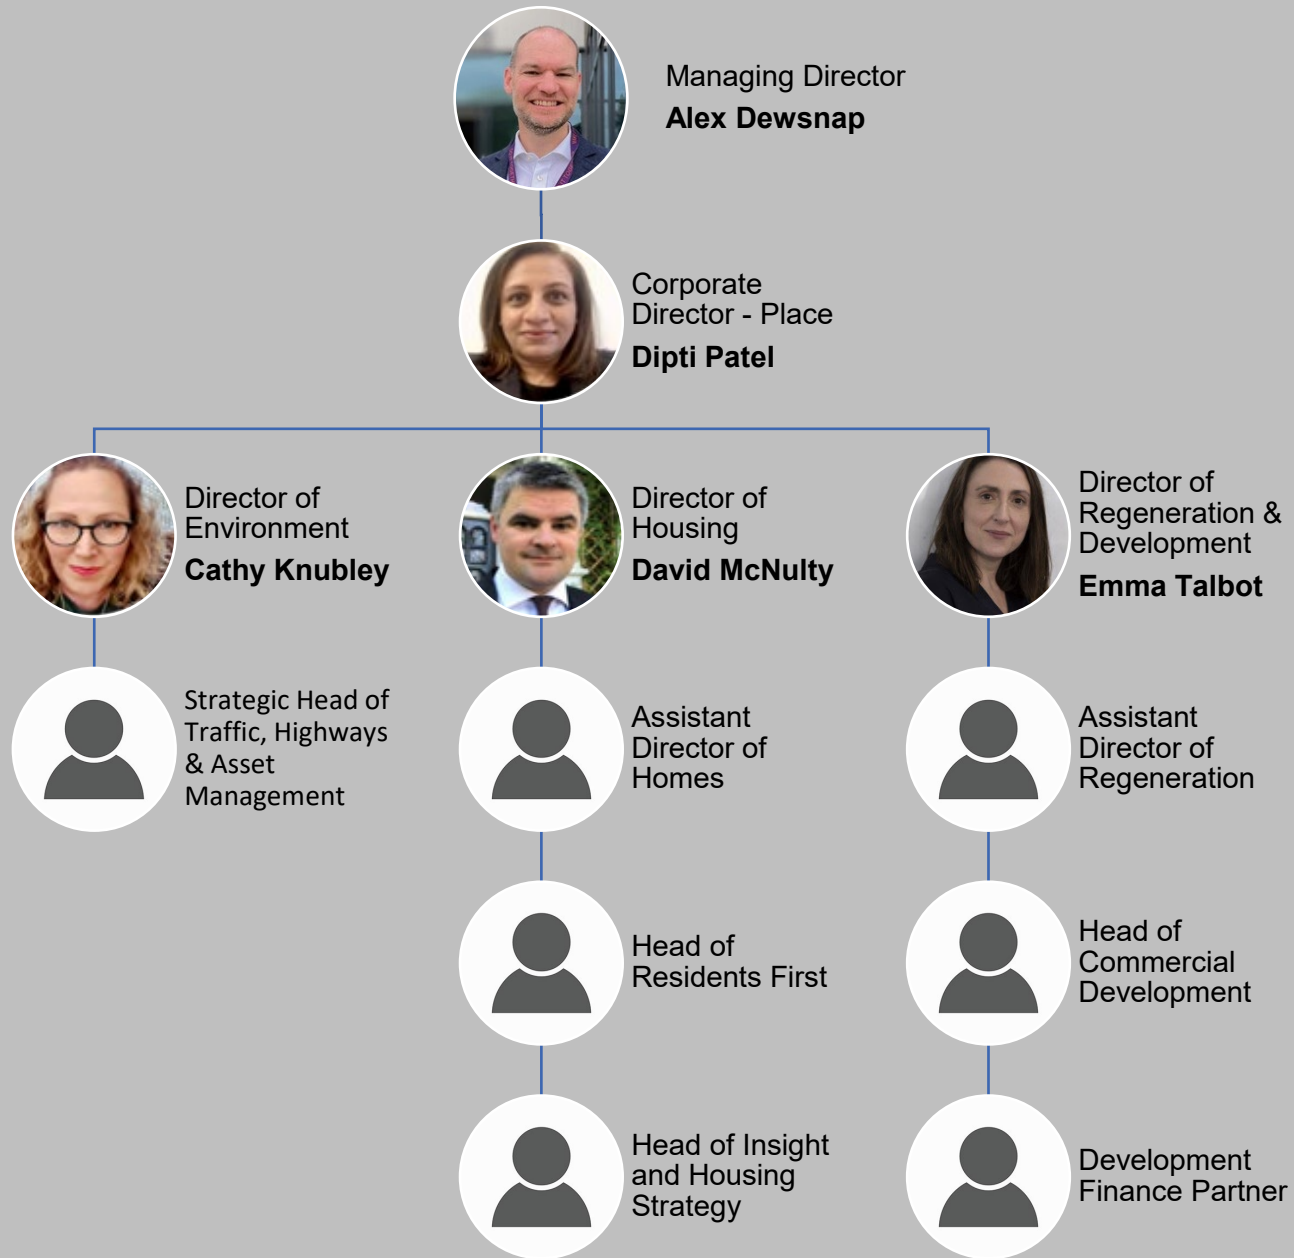 Managing Director
Alex Dewsnap
Corporate
Director - Place
Dipti Patel
Director of
Environment
Cathy Knubley
Director of
Housing
David McNulty
Director of
Regeneration &
Development
Emma Talbot
Strategic Head of
Traffic, Highways
& Asset
Management
Assistant
Director of
Homes
Assistant
Director of
Regeneration
Head of
Residents First
Head of
Commercial
Development
Head of Insight
and Housing
Strategy
Development
Finance Partner